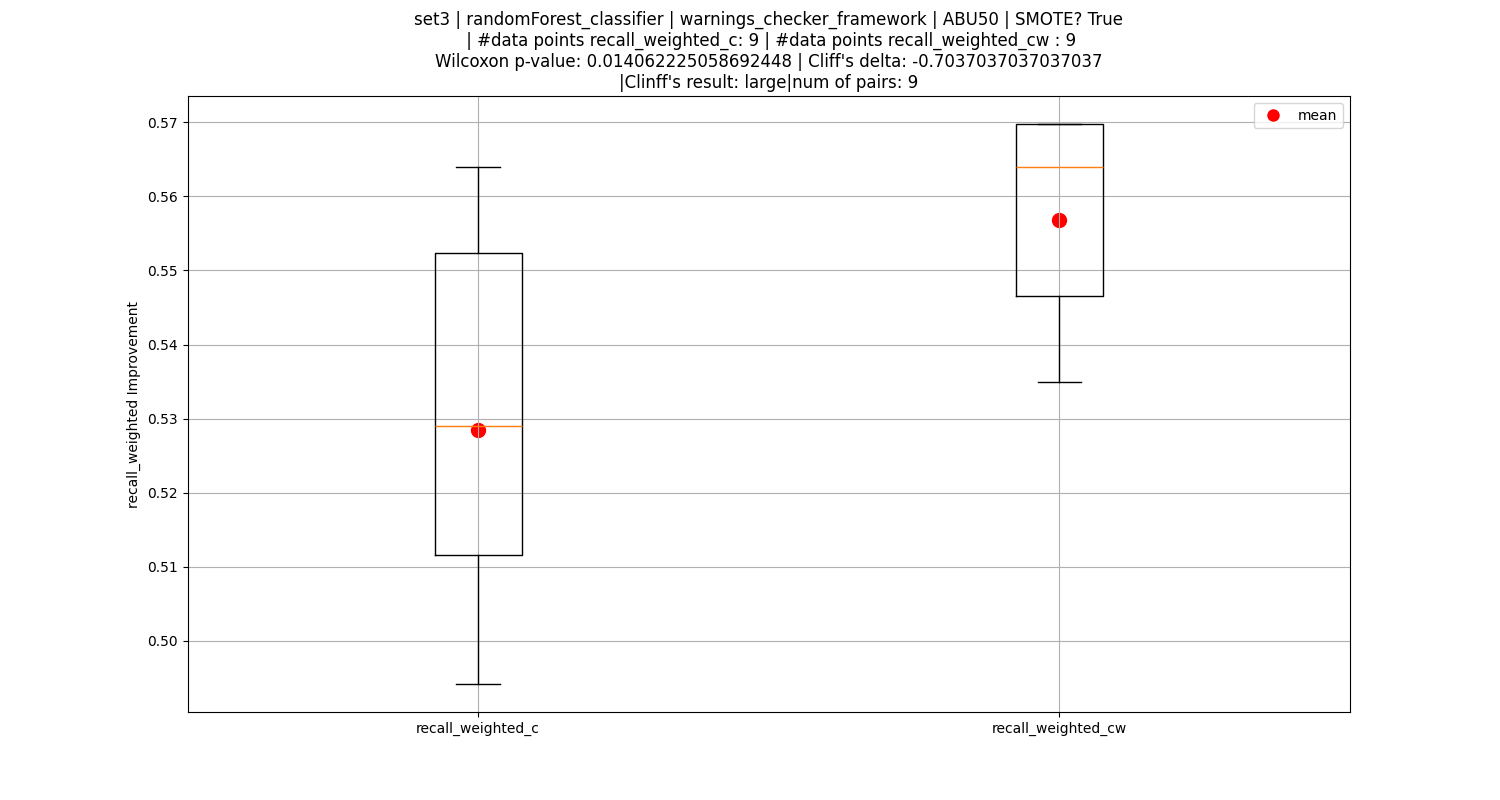 set3 | randomForest_classifier | warnings_checker_framework | ABU50 | SMOTE? True
| #data points recall_weighted_c: 9 | #data points recall_weighted_cw : 9
Wilcoxon p-value: 0.014062225058692448 | Cliff's delta: -0.7037037037037037
|Clinff's result: large|num of pairs: 9
mean
0.57
0.56
0.55
0.54
0.53
0.52
0.51
0.50
recall_weighted Improvement
recall_weighted_c
recall_weighted_cw